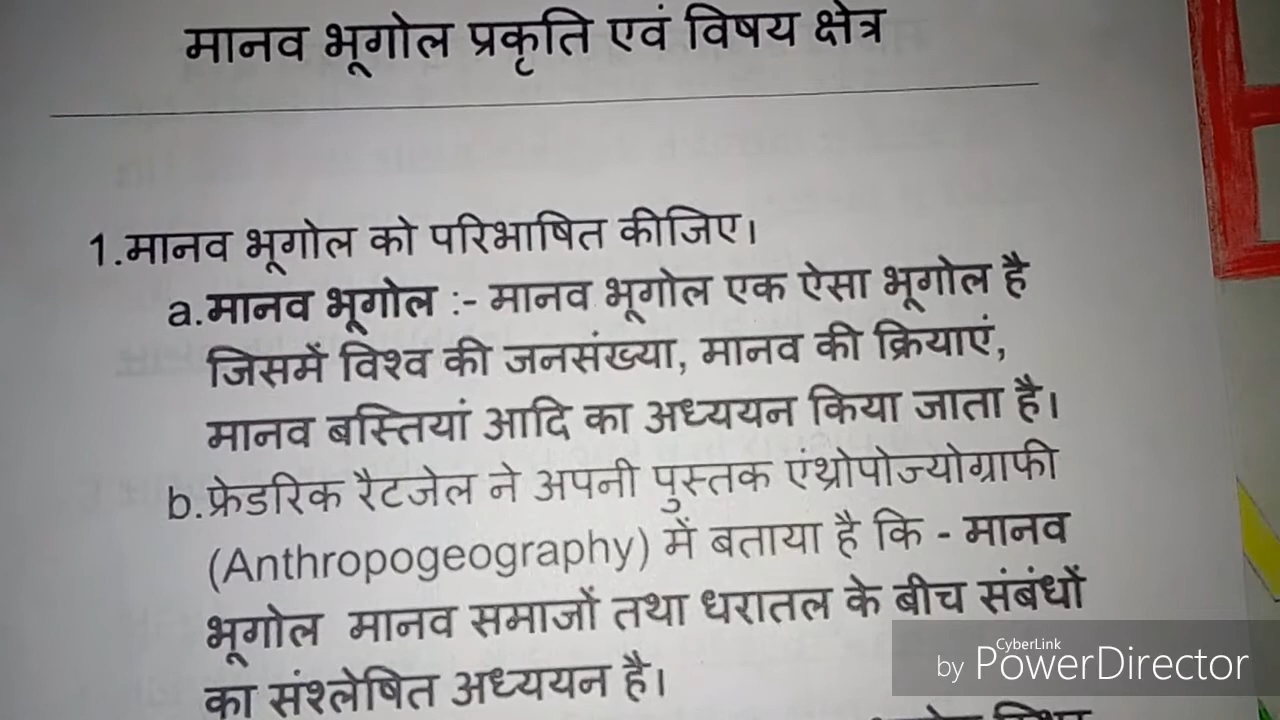 मानव भूगोल प्रकृति एवं विषय क्षेत्र
1.मानव भूगोल को परिभाषित कीजिए।
a.मानव भूगोल :- मानव भूगोल एक ऐसा भूगोल है
जिसमें विश्व की जनसंख्या, मानव की क्रियाएं,
मानव बस्तियां आदि का अध्ययन किया जाता है।
b.फ्रेडरिक रैटजेल ने अपनी पुस्तक एंथ्रोपोज्योग्राफी
(Anthropogeography) में बताया है कि - मानव
भूगोल मानव समाजों तथा धरातल के बीच संबंधों
का संश्लेषित अध्ययन है।
CyberLink
by PowerDirector